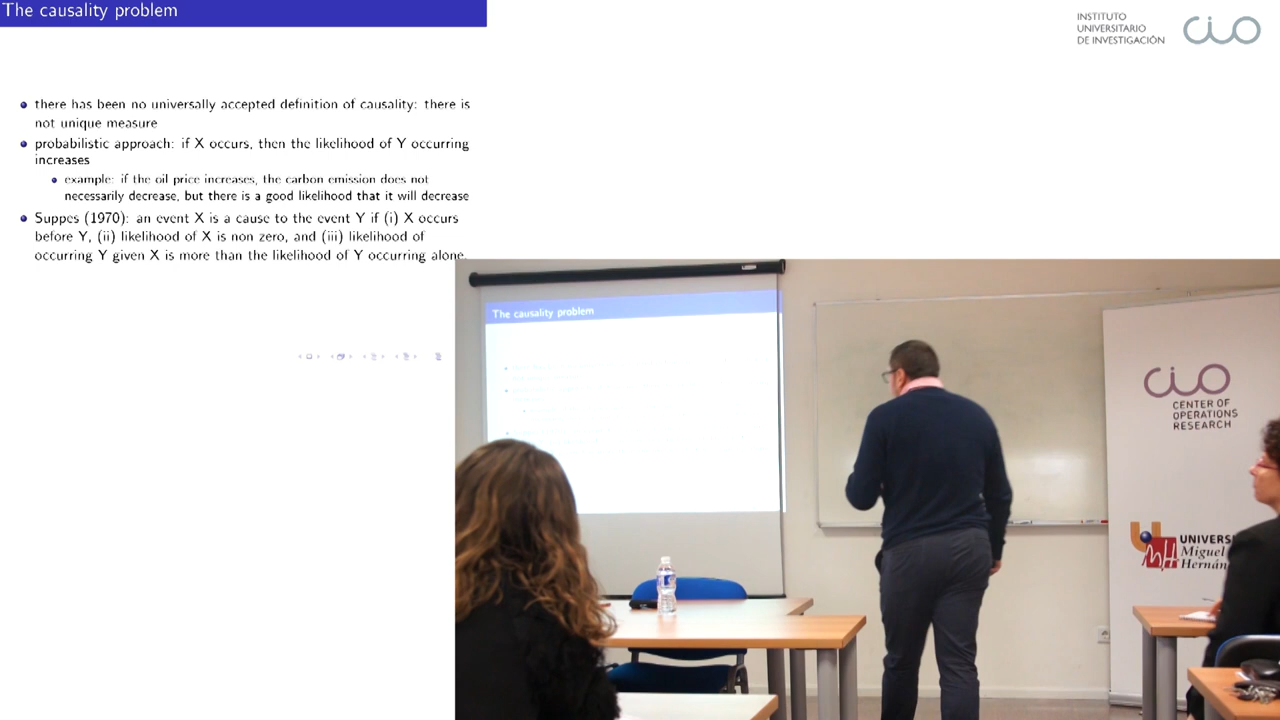 The causality problem
INSTITUTO
UNIVERSITARIO
DE INVESTIGACIÓN
cio
there has been no universally accepted definition of causality: there is
not unique measure
probabilistic approach: if X occurs, then the likelihood of Y occurring
increases
example: if the oil price increases, the carbon emission does not
necessarily decrease, but there is a good likelihood that it will decrease
Suppes (1970): an event X is a cause to the event Y if (i) X occurs
before Y, (ii) likelihood of X is non zero, and (iii) likelihood of
occurring Y given X is more than the likelihood of Y occurring alone.
The causality problem
cio
CENTER OF
OPERATIONS
RESEARCH
UNIVERS
Miguel
Hernán